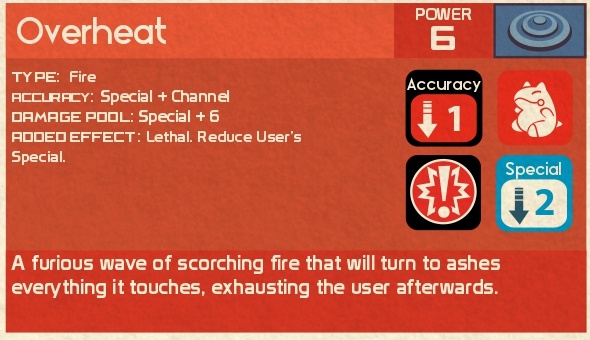 Overheat
POWER
6
TYPE: Fire
ACCURACY: Special + Channel
DAMAGE POOL: Special + 6
ADDED EFFECT: Lethal. Reduce User's
Special.
Accuracy
1
Special
2
A furious wave of scorching fire that will turn to ashes
everything it touches, exhausting the user afterwards.